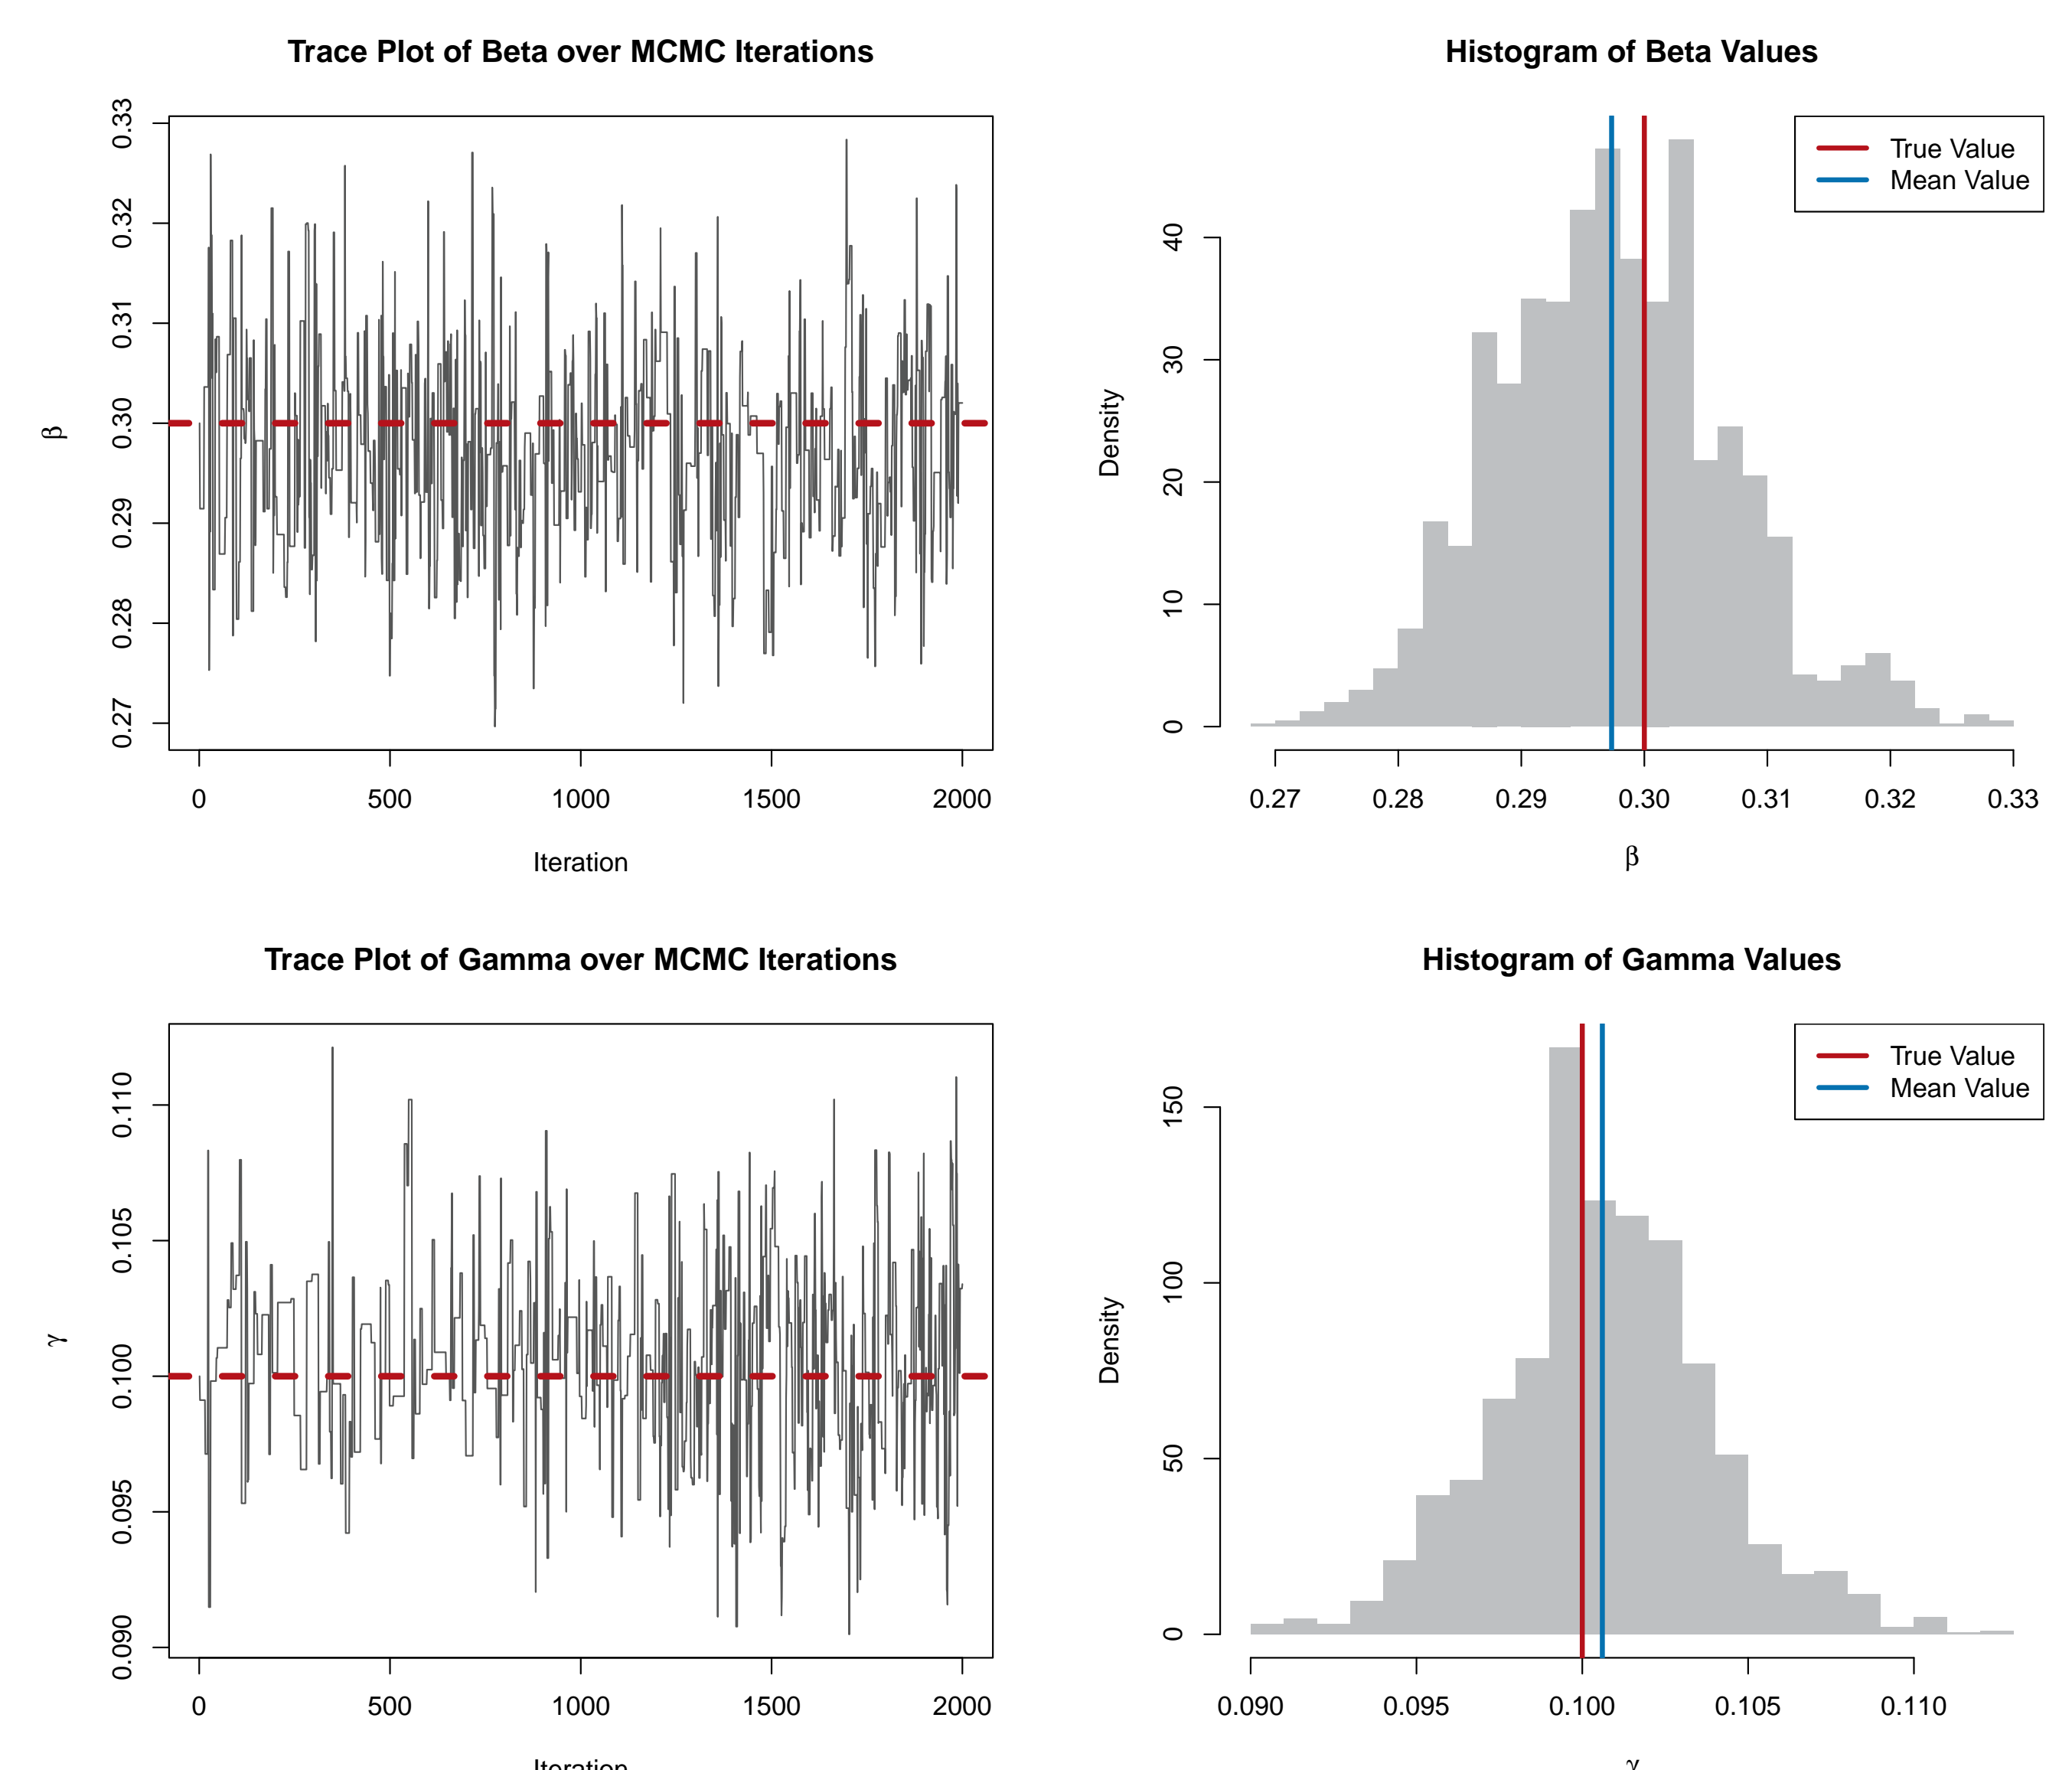 Trace Plot of Beta over MCMC Iterations
0.33
0.32
0.31
0.30
0.29
0.28
0.27
β
0
500
1000
1500
2000
Iteration
Histogram of Beta Values
True Value
Mean Value
40
30
20
10
0
Density
0.27
0.28
0.29
0.30
0.31
0.32
0.33
β
Trace Plot of Gamma over MCMC Iterations
0.110
0.105
0.100
0.095
0.090
γ
0
500
1000
1500
2000
Iteration
Histogram of Gamma Values
True Value
Mean Value
150
100
50
0
Density
0.090
0.095
0.100
0.105
0.110
γ